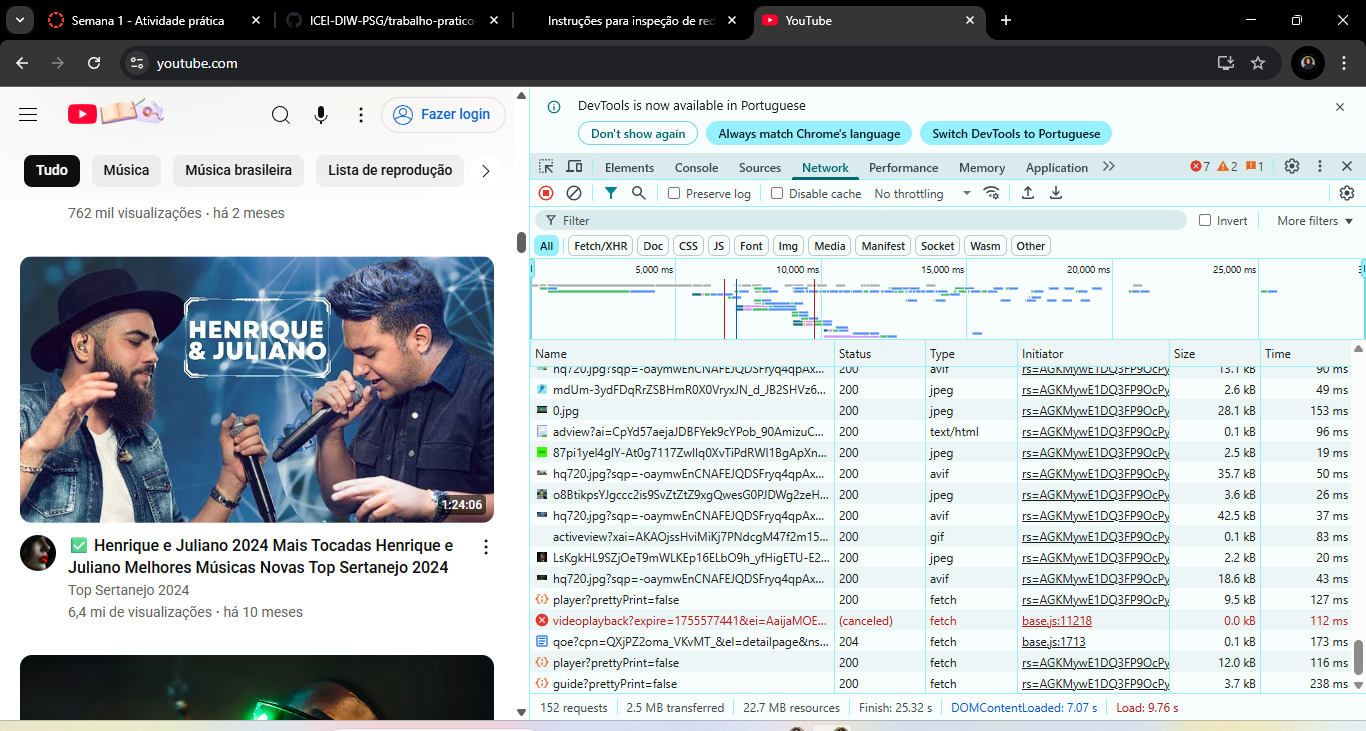 Semana 1 - Atividade prática
ICEI-DIW-PSG/trabalho-pratico-
Instruções para inspeção de red
YouTube
youtube.com
Fazer login
Tudo
Música
Música brasileira
Lista de reprodução
762 mil visualizações · há 2 meses
HENRIQUE
& JULIANO
1:24:06
✅ Henrique e Juliano 2024 Mais Tocadas Henrique e
Juliano Melhores Músicas Novas Top Sertanejo 2024
Top Sertanejo 2024
6,4 mi de visualizações · há 10 meses
DevTools is now available in Portuguese
Don't show again Always match Chrome's language Switch DevTools to Portuguese
Elements Console Sources Network Performance Memory Application 7 2 1
Preserve log Disable cache No throttling
Filter Invert More filters
All Fetch/XHR Doc CSS JS Font Img Media Manifest Socket Wasm Other
5,000 ms 10,000 ms 15,000 ms 20,000 ms 25,000 ms
Name Status Type Initiator Size Time
hq720.jpg?sqp=-oaymwEnCNAFEJQDSFryq4qpAx... 200 avif rs=AGKMywE1DQ3FP9OcPy 13.1 kB 90 ms
mdUm-3ydFDqRrZSBHmR0X0VryxJN_d_JB2SHVz6... 200 jpeg rs=AGKMywE1DQ3FP9OcPy 2.6 kB 49 ms
0.jpg 200 jpeg rs=AGKMywE1DQ3FP9OcPy 28.1 kB 153 ms
adview?ai=CpYd57aejaJDBFYek9cYPob_90AmizuC... 200 text/html rs=AGKMywE1DQ3FP9OcPy 0.1 kB 96 ms
87pi1yel4glY-At0g7117Zwllq0XvTiPdRWI1BgApXn... 200 jpeg rs=AGKMywE1DQ3FP9OcPy 2.5 kB 19 ms
hq720.jpg?sqp=-oaymwEnCNAFEJQDSFryq4qpAx... 200 avif rs=AGKMywE1DQ3FP9OcPy 35.7 kB 50 ms
o8BtikpsYJgccc2is9SvZtZtZ9xgQwesG0PJDWg2zeH... 200 jpeg rs=AGKMywE1DQ3FP9OcPy 3.6 kB 26 ms
hq720.jpg?sqp=-oaymwEnCNAFEJQDSFryq4qpAx... 200 avif rs=AGKMywE1DQ3FP9OcPy 42.5 kB 37 ms
activeview?xai=AKAOjssHviMiKj7PNdcgM47f2m15... 200 gif rs=AGKMywE1DQ3FP9OcPy 0.1 kB 83 ms
LsKgkHL9SZjOeT9mWLKEp16ELbO9h_yfHigETU-E2... 200 jpeg rs=AGKMywE1DQ3FP9OcPy 2.2 kB 20 ms
hq720.jpg?sqp=-oaymwEnCNAFEJQDSFryq4qpAx... 200 avif rs=AGKMywE1DQ3FP9OcPy 18.6 kB 43 ms
player?prettyPrint=false 200 fetch rs=AGKMywE1DQ3FP9OcPy 9.5 kB 127 ms
videoplayback?expire=1755577441&ei=AaijaMOE... (canceled) fetch base.js:11218 0.0 kB 112 ms
qoe?cpn=QXjPZ2oma_VKvMT_&el=detailpage&ns... 204 fetch base.js:1713 0.1 kB 173 ms
player?prettyPrint=false 200 fetch rs=AGKMywE1DQ3FP9OcPy 12.0 kB 116 ms
guide?prettyPrint=false 200 fetch rs=AGKMywE1DQ3FP9OcPy 3.7 kB 238 ms
152 requests 2.5 MB transferred 22.7 MB resources Finish: 25.32 s DOMContentLoaded: 7.07 s Load: 9.76 s